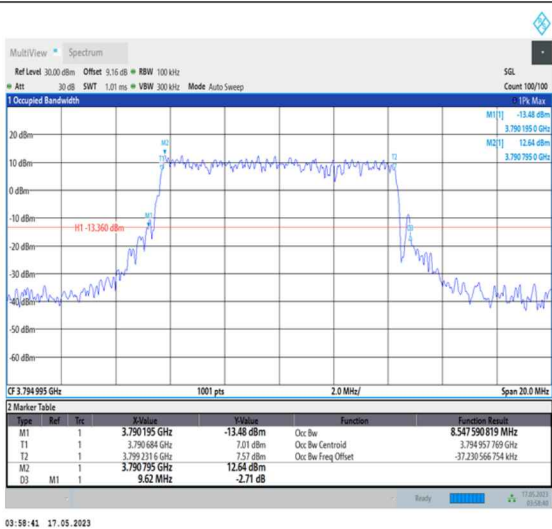 MultiView Spectrum
Ref Level 30.00 dBm Offset 9.16 dB RBW 100 kHz SGL
Att 30 dB SWT 1.01 ms VBW 300 kHz Mode Auto Sweep Count 100/100
1 Occupied Bandwidth 1Pk Max
M1[1] -13.48 dBm
3.790 195 0 GHz
M2[1] 12.64 dBm
3.790 795 0 GHz
20 dBm
M2
T1
T2
10 dBm
0 dBm
-10 dBm
M1
H1 -13.360 dBm
D3
-20 dBm
-30 dBm
-40 dBm
-50 dBm
-60 dBm
CF 3.794 995 GHz 1001 pts 2.0 MHz/ Span 20.0 MHz
2 Marker Table
Type Ref Trc X-Value Y-Value Function Function Result
M1 1 3.790195 GHz -13.48 dBm Occ Bw 8.547 590 819 MHz
T1 1 3.790 684 GHz 7.01 dBm Occ Bw Centroid 3.794 957 769 GHz
T2 1 3.799 231 6 GHz 7.57 dBm Occ Bw Freq Offset -37.230 566 754 kHz
M2 1 3.790795 GHz 12.64 dBm
D3 M1 1 9.62 MHz -2.71 dB
Ready 17.05.2023
03:58:40
03:58:41 17.05.2023